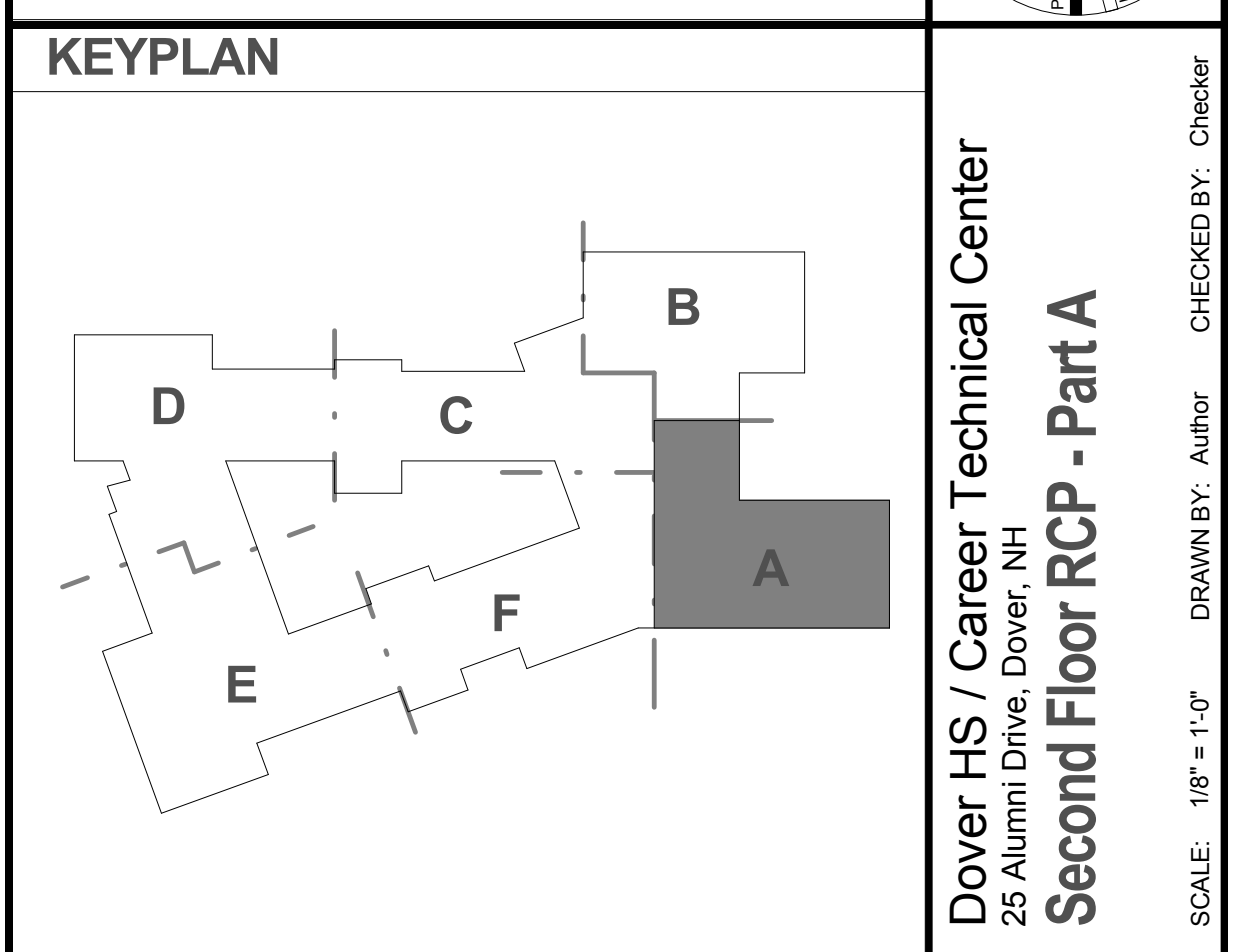 KEYPLAN
B
D
C
A
F
E
Dover HS / Career Technical Center
25 Alumni Drive, Dover, NH
Second Floor RCP - Part A
SCALE: 1/8" = 1'-0" DRAWN BY: Author CHECKED BY: Checker